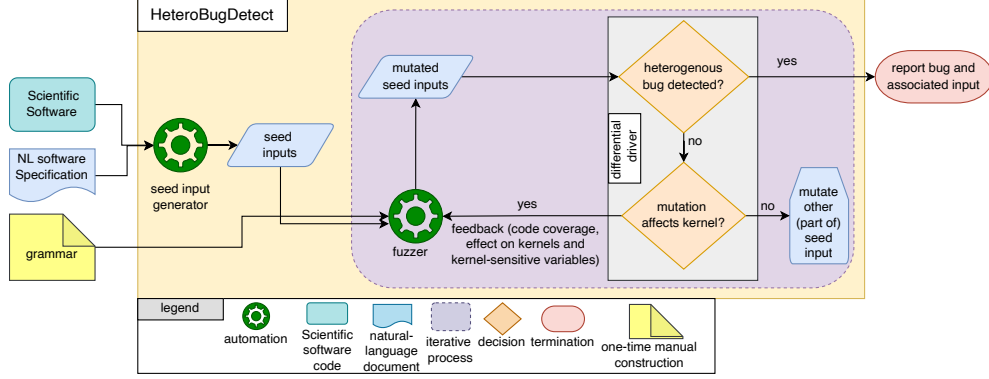 HeteroBugDetect
Scientific
Software
NL software
Specification
grammar
seed input
generator
seed
inputs
mutated
seed inputs
fuzzer
heterogenous
bug detected?
yes
report bug and
associated input
differential
driver
no
mutation
affects kernel?
yes
feedback (code coverage,
effect on kernels and
kernel-sensitive variables)
no
mutate
other
(part of)
seed
input
legend
automation
Scientific
software
code
natural-
language
document
iterative
process
decision
termination
one-time manual
construction